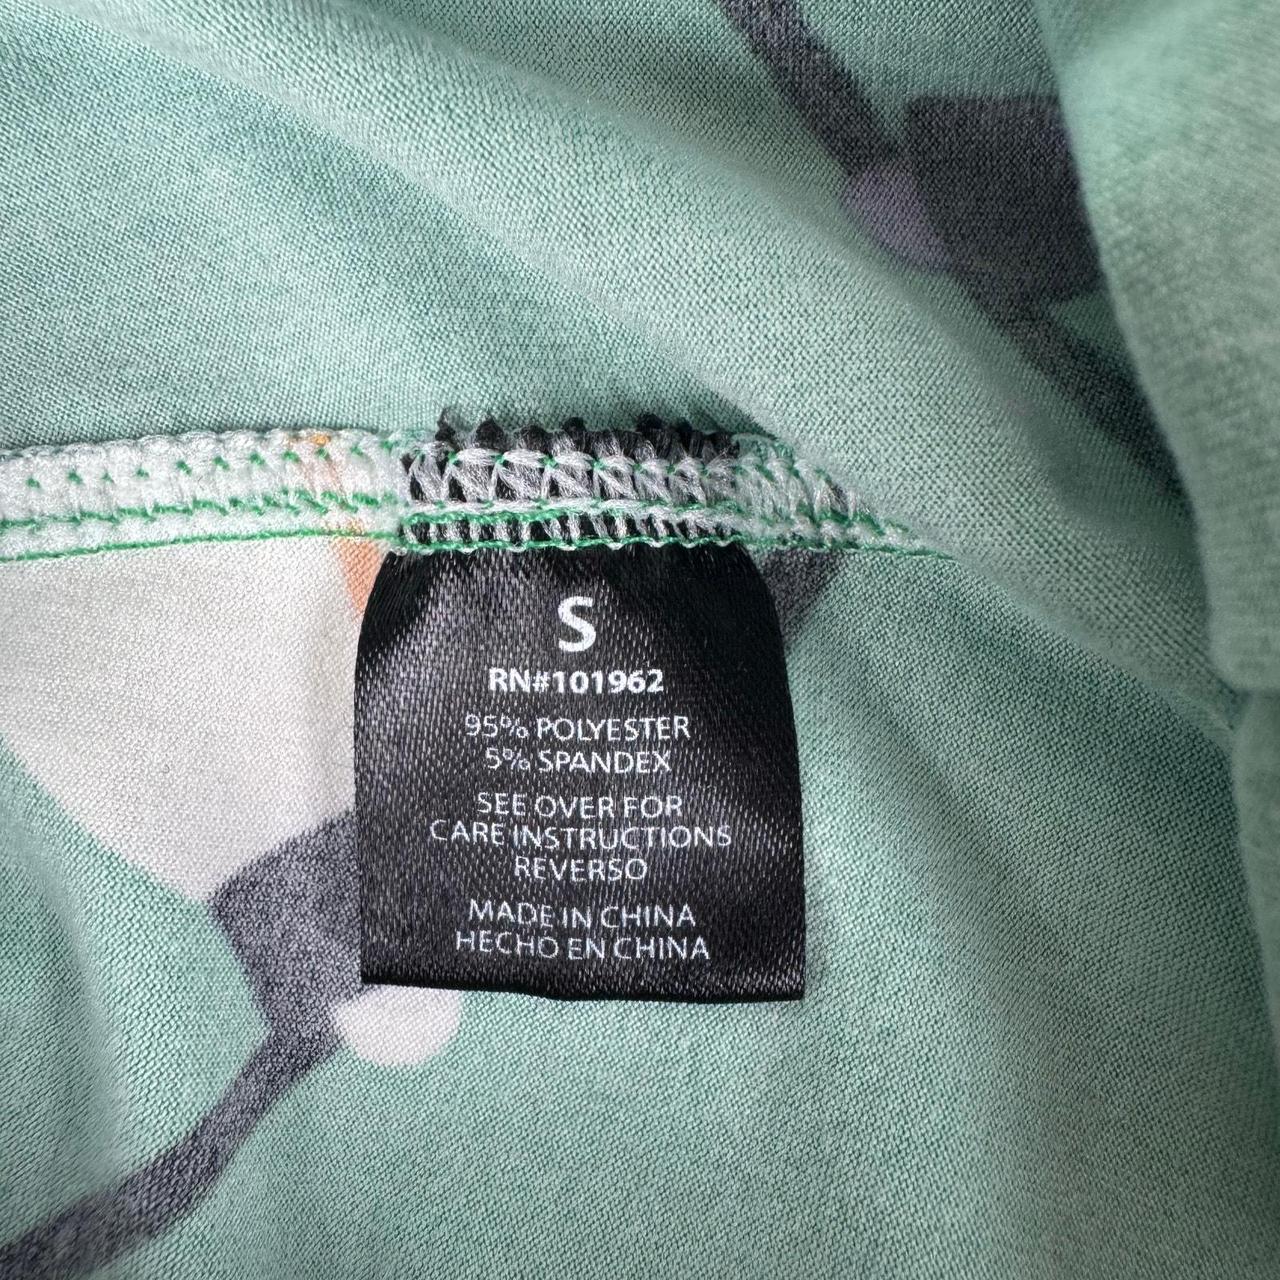 S
RN#101962
95% POLYESTER
5% SPANDEX
SEE OVER FOR
CARE INSTRUCTIONS
REVERSO
MADE IN CHINA
HECHO EN CHINA